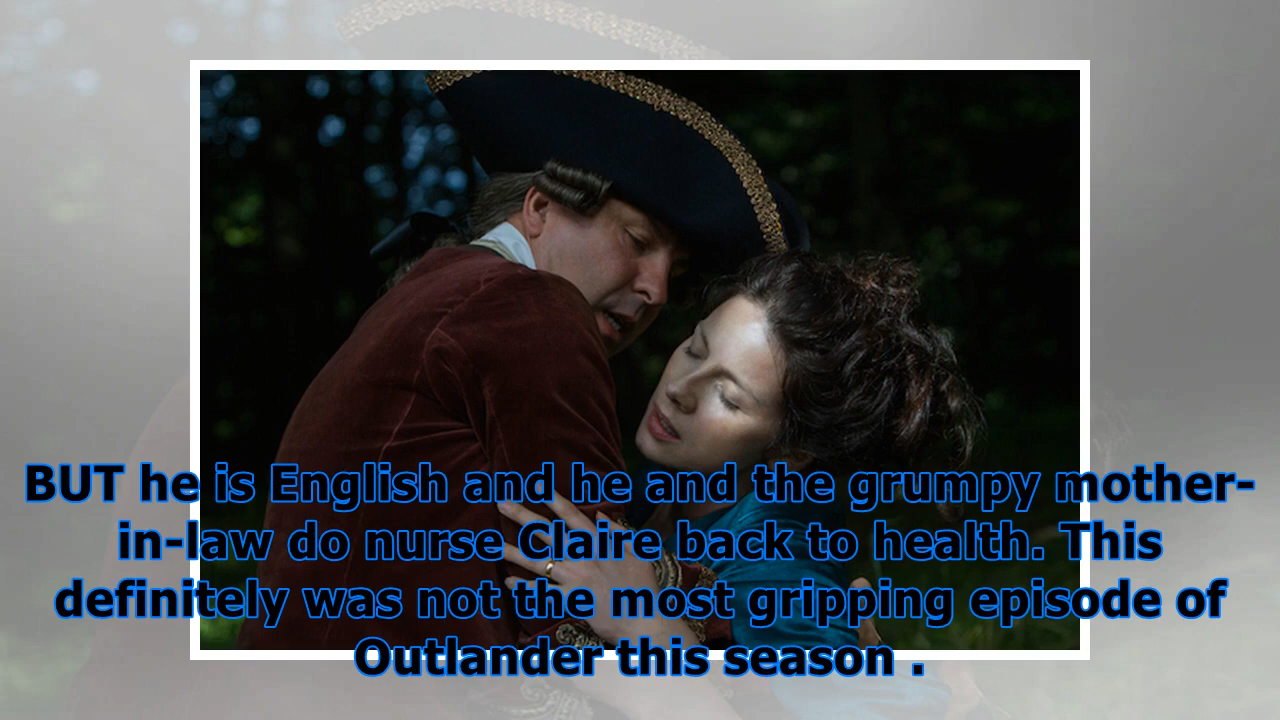 BUT he is English and he and the grumpy mother-
in-law do nurse Claire back to health. This
definitely was not the most gripping episode of
Outlander this season .